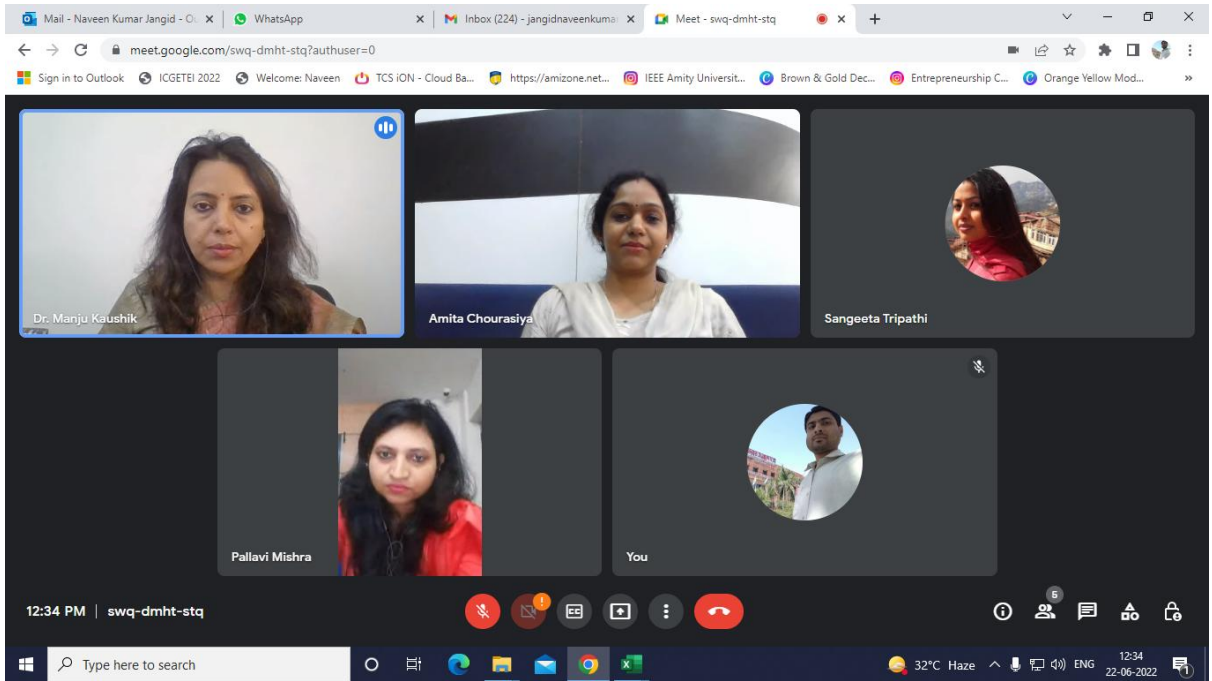 Mail - Naveen Kumar Jangid - O
WhatsApp
Inbox (224) - jangidnaveenkuma
Meet - swq-dmht-stq
meet.google.com/swq-dmht-stq?authuser=0
Sign in to Outlook
ICGETEI 2022
Welcome: Naveen
TCS iON - Cloud Ba...
https://amizone.net...
IEEE Amity Universit...
Brown & Gold Dec...
Entrepreneurship C...
Orange Yellow Mod...
Dr. Manju Kaushik
Amita Chourasiya
Sangeeta Tripathi
Pallavi Mishra
You
12:34 PM | swq-dmht-stq
CC
5
Type here to search
32°C Haze
ENG
12:34
22-06-2022
1